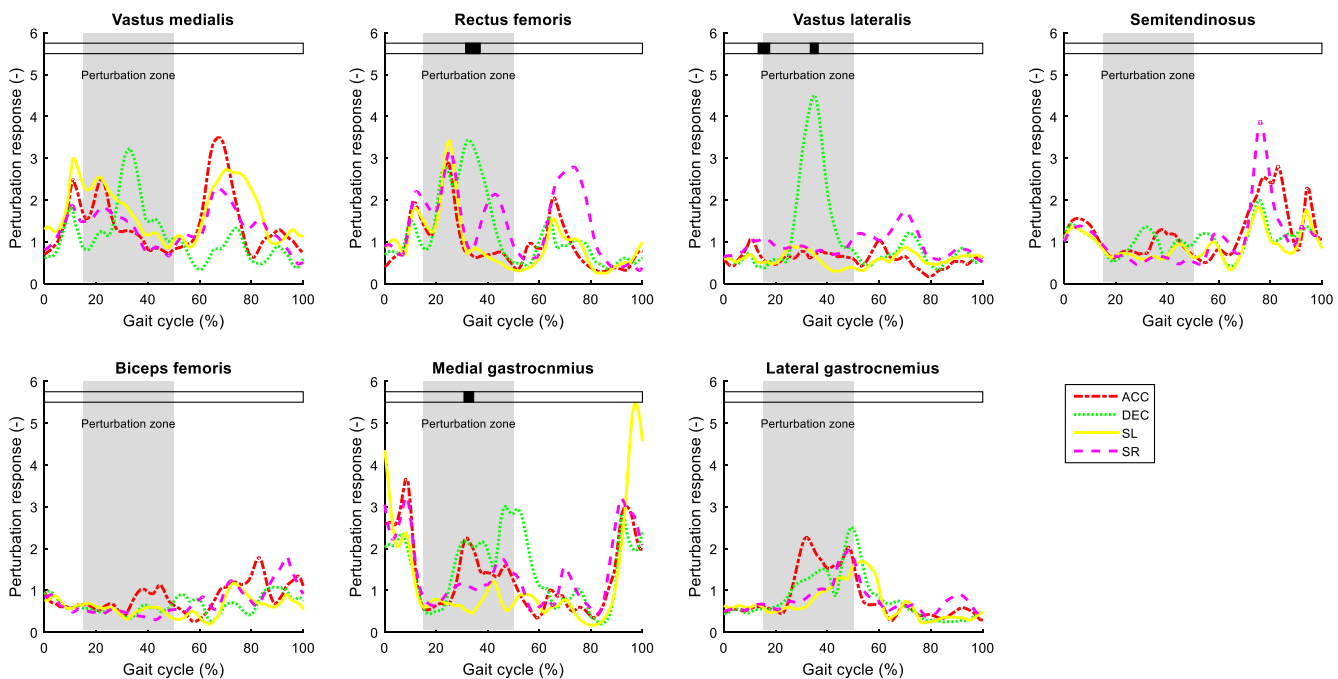 Vastus medialis
Perturbation response (-)
6
5
4
3
2
1
0
Perturbation zone
0 20 40 60 80 100
Gait cycle (%)
Rectus femoris
Perturbation response (-)
6
5
4
3
2
1
0
Perturbation zone
0 20 40 60 80 100
Gait cycle (%)
Vastus lateralis
Perturbation response (-)
6
5
4
3
2
1
0
Perturbation zone
0 20 40 60 80 100
Gait cycle (%)
Semitendinosus
Perturbation response (-)
6
5
4
3
2
1
0
Perturbation zone
0 20 40 60 80 100
Gait cycle (%)
Biceps femoris
Perturbation response (-)
6
5
4
3
2
1
0
Perturbation zone
0 20 40 60 80 100
Gait cycle (%)
Medial gastrocnmius
Perturbation response (-)
6
5
4
3
2
1
0
Perturbation zone
0 20 40 60 80 100
Gait cycle (%)
Lateral gastrocnemius
Perturbation response (-)
6
5
4
3
2
1
0
Perturbation zone
0 20 40 60 80 100
Gait cycle (%)
ACC
DEC
SL
SR